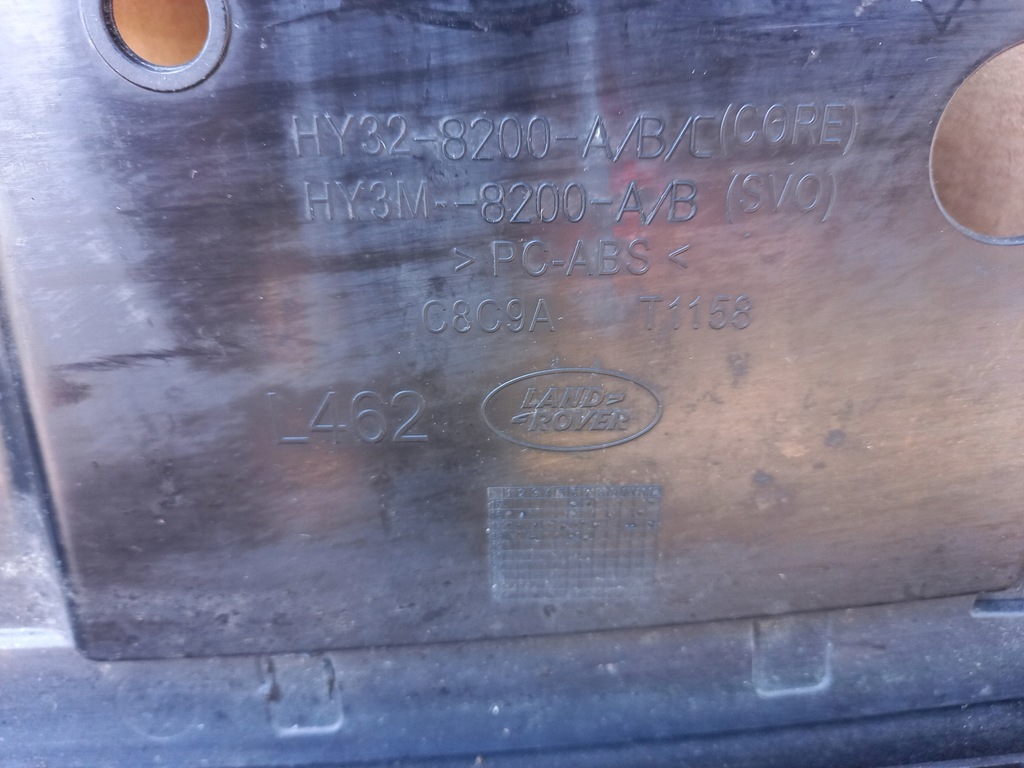 HY32-8200-A/B/C(CORE)
HY3M--8200-A/B (SVO)
> PC-ABS <
C8C9A T1158
L462
LAND-
-ROVER